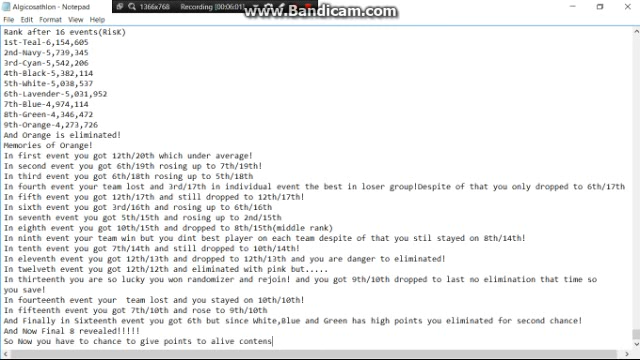 Algicosathlon - Notepad
1366x768
Recording [00:06:01]
www.Bandicam.com
File Edit Format View Help
Rank after 16 events(RisK)
1st-Teal-6,154,605
2nd-Navy-5,739,345
3rd-Cyan-5,542,206
4th-Black-5,382,114
5th-White-5,038,537
6th-Lavender-5,031,952
7th-Blue-4,974,114
8th-Green-4,346,472
9th-Orange-4,273,726
And Orange is eliminated!
Memories of Orange!
In first event you got 12th/20th which under average!
In second event you got 6th/19th rosing up to 7th/19th!
In third event you got 6th/18th rosing up to 5th/18th
In fourth event your team lost and 3rd/17th in individual event the best in loser group!Despite of that you only dropped to 6th/17th
In fifth event you got 12th/17th and still dropped to 12th/17th!
In sixth event you got 3rd/16th and rosing up to 6th/16th
In seventh event you got 5th/15th and rosing up to 2nd/15th
In eighth event you got 10th/15th and dropped to 8th/15th(middle rank)
In ninth event your team win but you dint best player on each team despite of that you stil stayed on 8th/14th!
In tenth event you got 7th/14th and still dropped to 10th/14th!
In eleventh event you got 12th/13th and dropped to 12th/13th and you are danger to eliminated!
In twelveth event you got 12th/12th and eliminated with pink but.....
In thirteenth you are so lucky you won randomizer and rejoin! and you got 9th/10th dropped to last no elimination that time so
you save!
In fourteenth event your  team lost and you stayed on 10th/10th!
In fifteenth event you got 7th/10th and rose to 9th/10th
And Finally in Sixteenth event you got 6th but since White,Blue and Green has high points you eliminated for second chance!
And Now Final 8 revealed!!!!!
So Now you have to chance to give points to alive contens